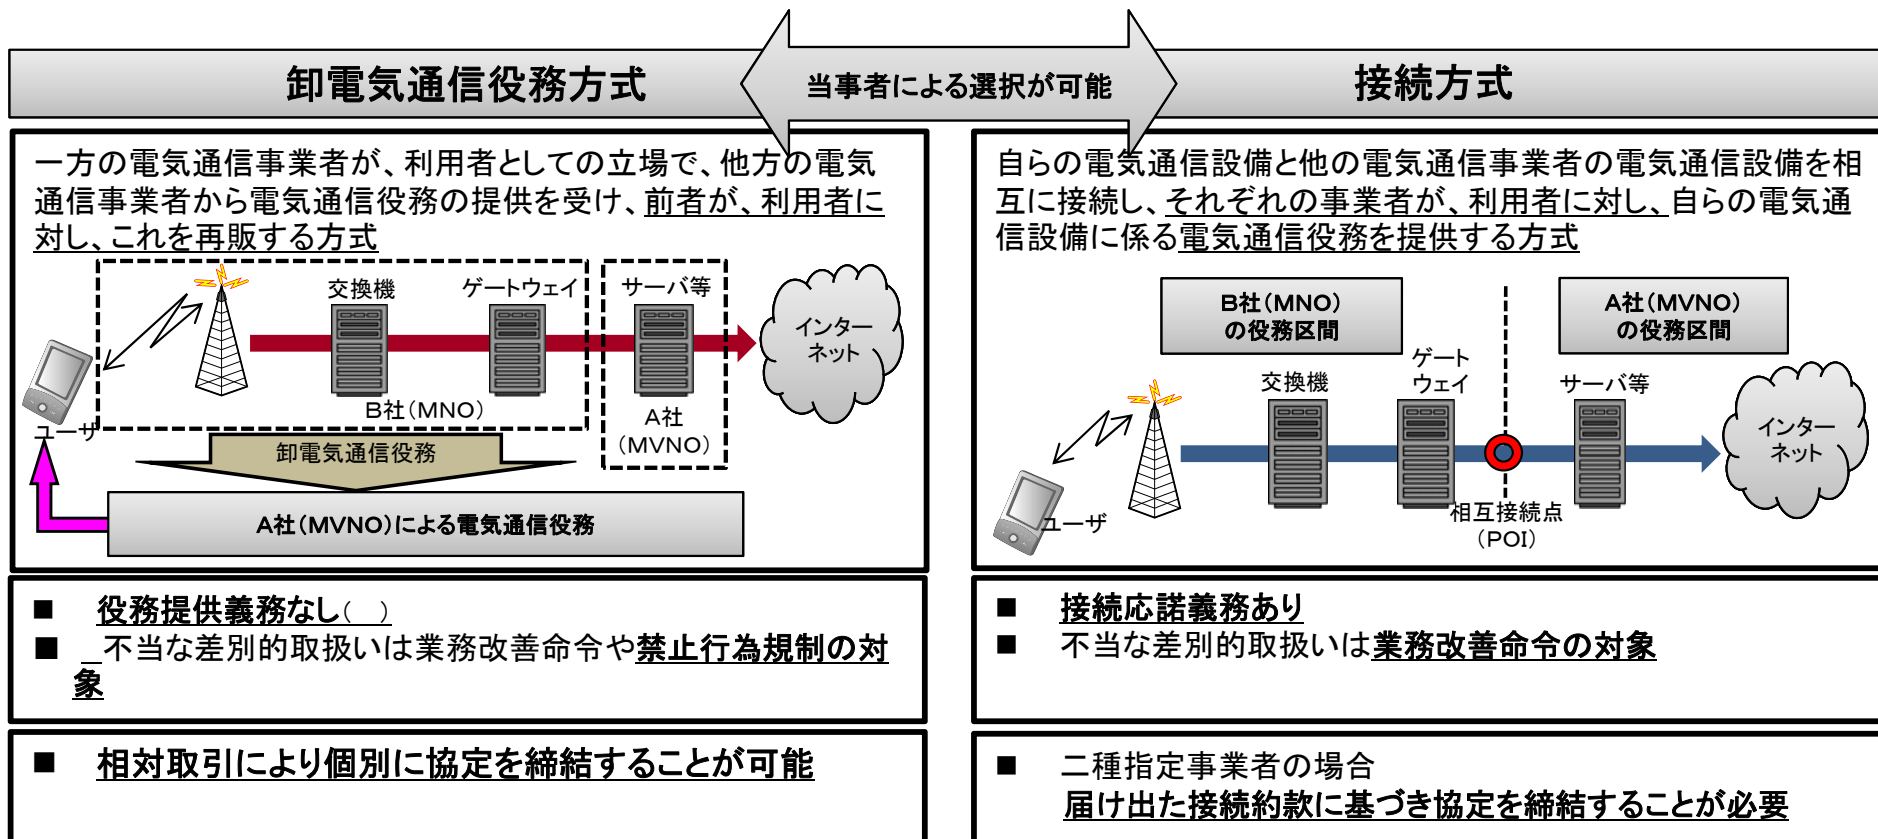 卸電気通信役務方式
当事者による選択が可能
接続方式
一方の電気通信事業者が、利用者としての立場で、他方の電気
通信事業者から電気通信役務の提供を受け、前者が、利用者に
対し、これを再販する方式
交換機
ゲートウェイ
サーバ等
インター
ネット
B社(MNO)
A社
(MVNO)
ユーザ
卸電気通信役務
A社(MVNO)による電気通信役務
■ 役務提供義務なし( )
■ 不当な差別的取扱いは業務改善命令や禁止行為規制の対
象
■ 相対取引により個別に協定を締結することが可能
自らの電気通信設備と他の電気通信事業者の電気通信設備を相
互に接続し、それぞれの事業者が、利用者に対し、自らの電気通
信設備に係る電気通信役務を提供する方式
B社(MNO)
の役務区間
A社(MVNO)
の役務区間
交換機
ゲート
ウェイ
サーバ等
インター
ネット
ユーザ
相互接続点
(POI)
■ 接続応諾義務あり
■ 不当な差別的取扱いは業務改善命令の対象
■ 二種指定事業者の場合
届け出た接続約款に基づき協定を締結することが必要